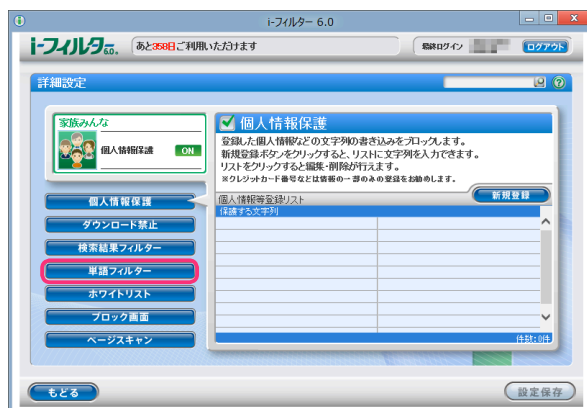 i-フィルター 6.0
i-フィルター6.0. あと358日ご利用いただけます
最終ログイン
ログアウト
詳細設定
家族みんな
個人情報保護 ON
個人情報保護
登録した個人情報などの文字列の書き込みをブロックします。
新規登録ボタンをクリックすると、リストに文字列を入力できます。
リストをクリックすると編集・削除が行えます。
※クレジットカード番号などは情報の一部のみの登録をお勧めします。
新規登録
個人情報等登録リスト
保護する文字列
件数:0件
個人情報保護
ダウンロード禁止
検索結果フィルター
単語フィルター
ホワイトリスト
ブロック画面
ページスキャン
もどる
設定保存